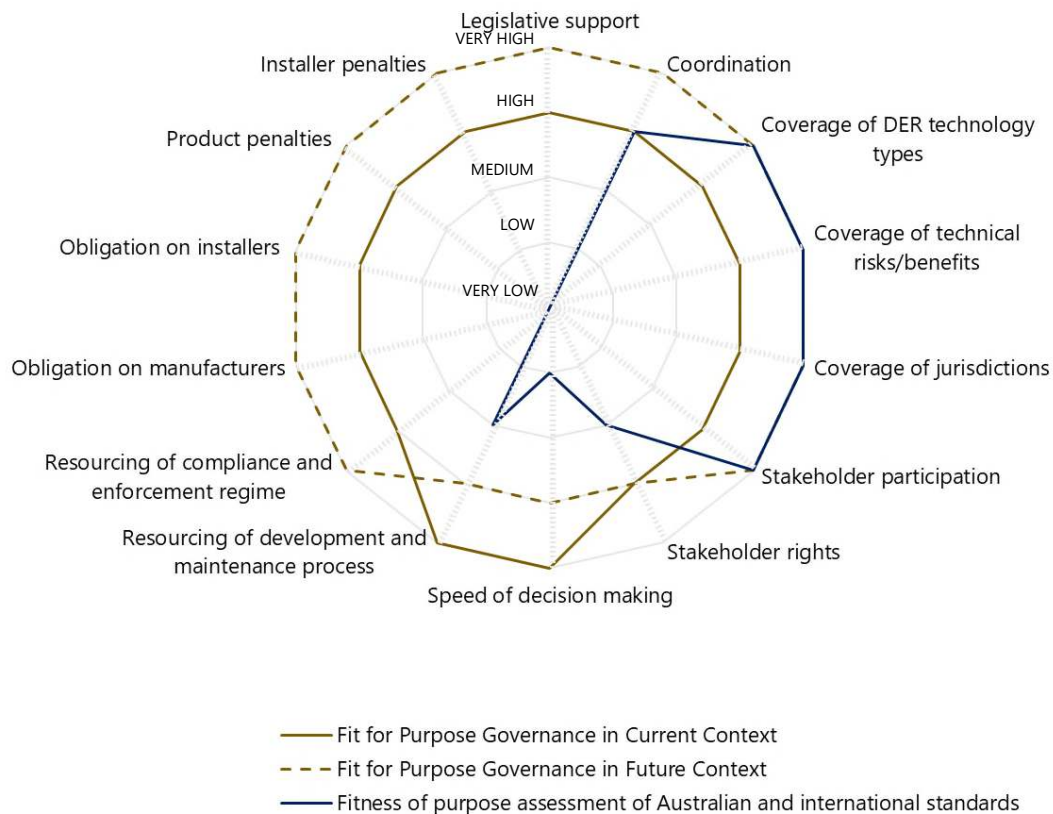 Legislative support
VERY HIGH
Installer penalties
Coordination
HIGH
Product penalties
Coverage of DER technology
types
MEDIUM
LOW
Obligation on installers
Coverage of technical
risks/benefits
VERY LOW
Obligation on manufacturers
Coverage of jurisdictions
Resourcing of compliance and
enforcement regime
Stakeholder participation
Resourcing of development and
maintenance process
Stakeholder rights
Speed of decision making
Fit for Purpose Governance in Current Context
Fit for Purpose Governance in Future Context
Fitness of purpose assessment of Australian and international standards